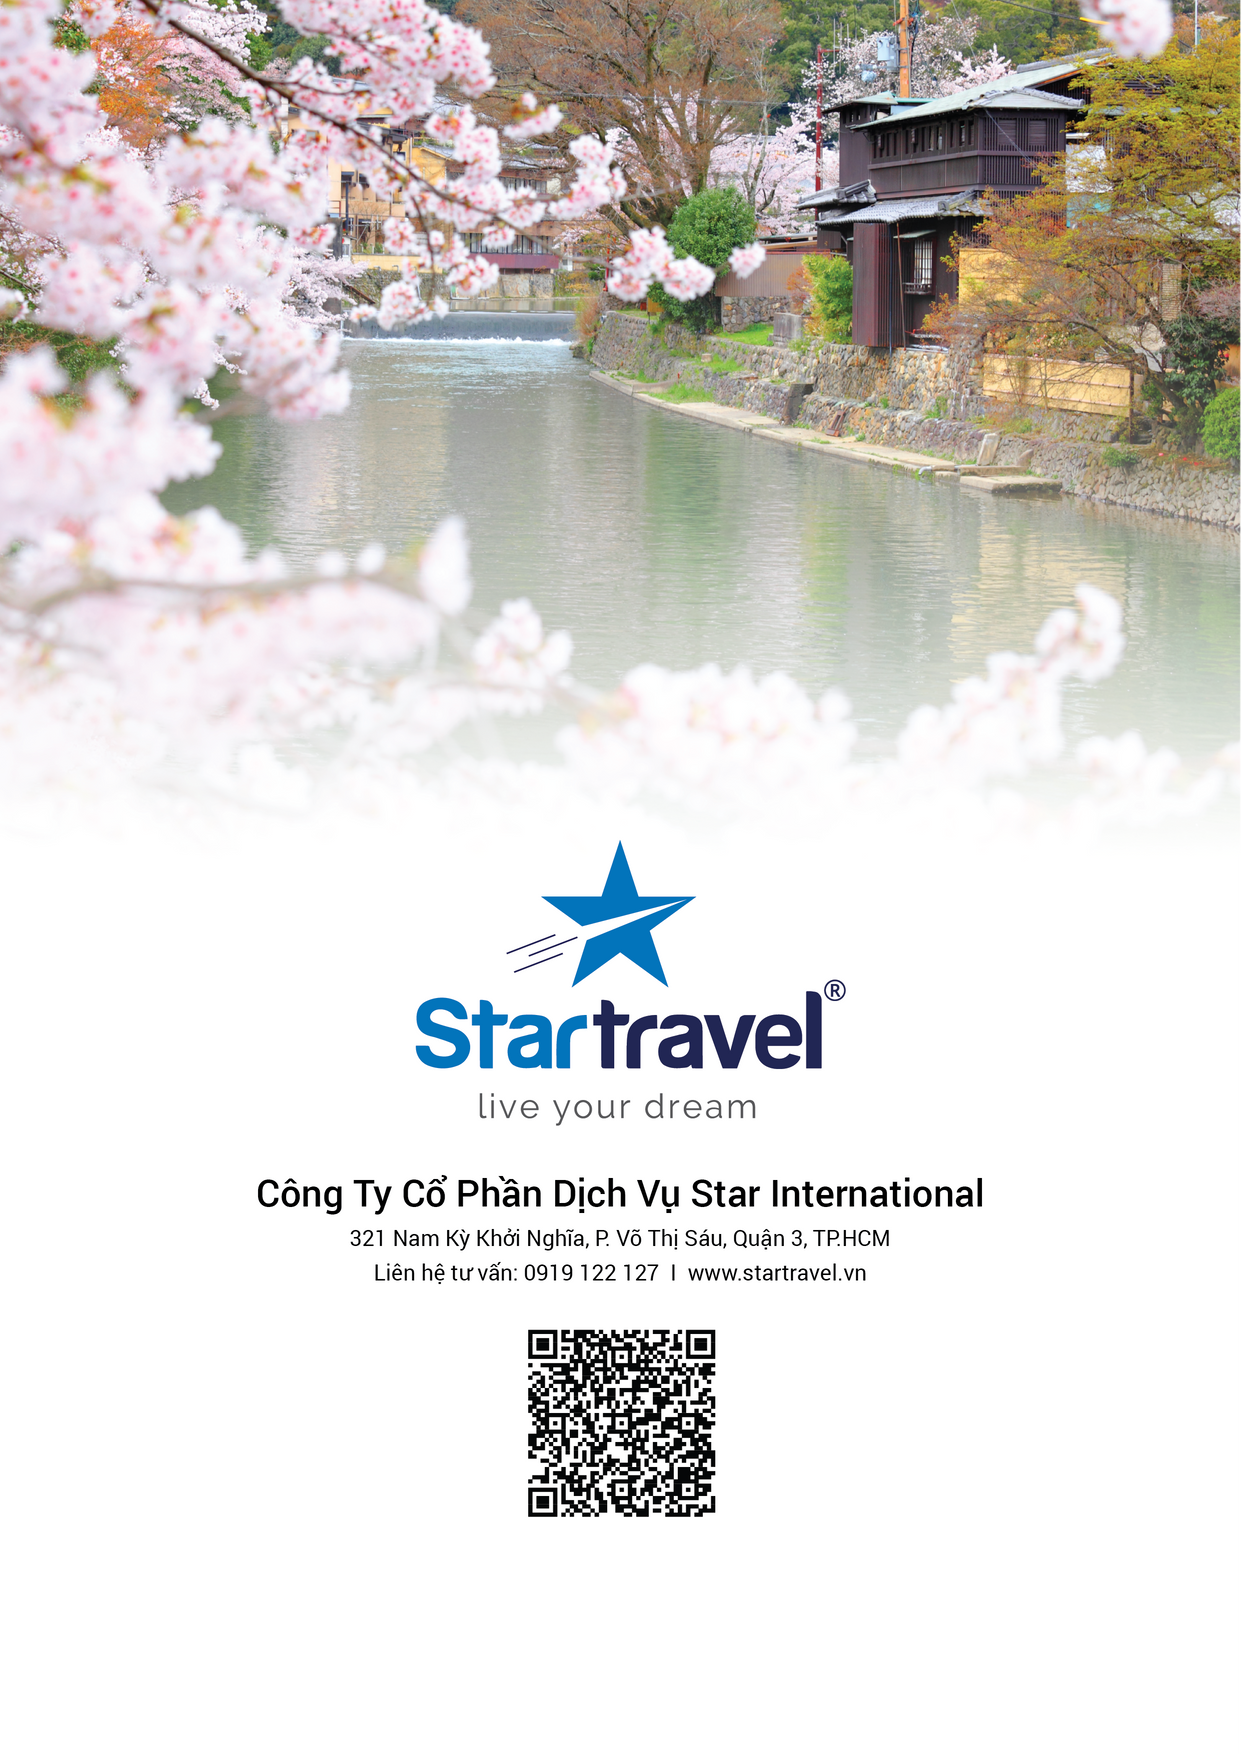 Startravel®
live your dream
Công Ty Cổ Phần Dịch Vụ Star International
321 Nam Kỳ Khởi Nghĩa, P. Võ Thị Sáu, Quận 3, TP.HCM
Liên hệ tư vấn: 0919 122 127 I www.startravel.vn